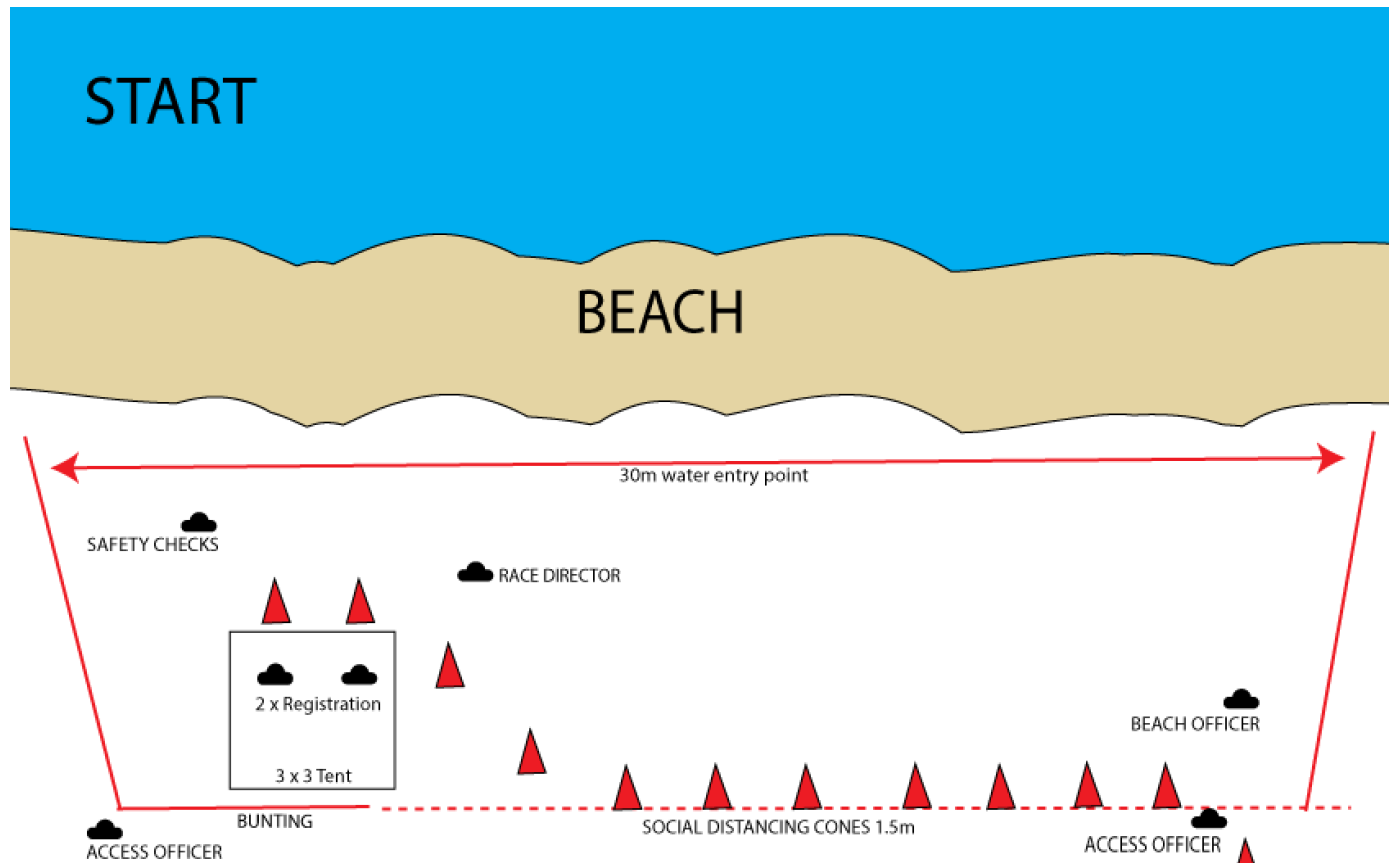 START
BEACH
30m water entry point
SAFETY CHECKS
RACE DIRECTOR
2 x Registration
BEACH OFFICER
3 x 3 Tent
BUNTING
SOCIAL DISTANCING CONES 1.5m
ACCESS OFFICER
ACCESS OFFICER